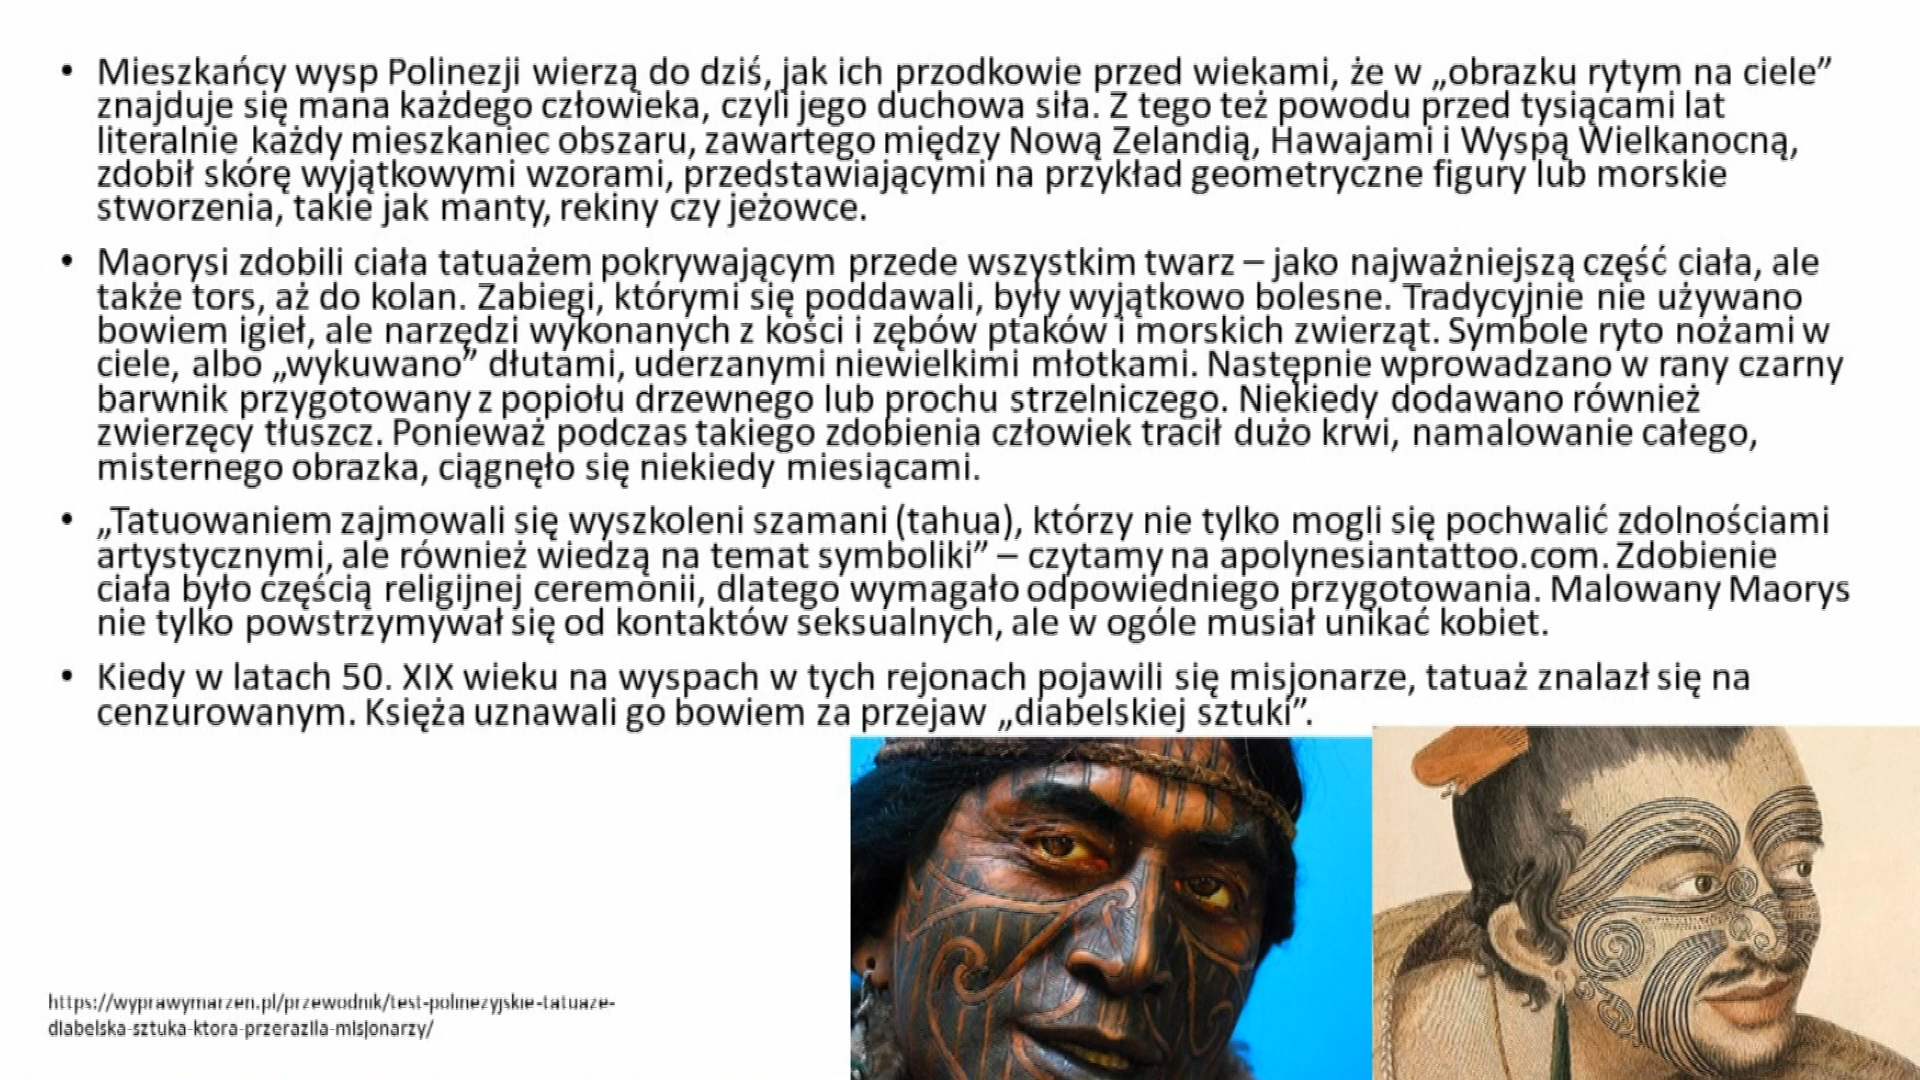 • Mieszkańcy wysp Polinezji wierzą do dziś, jak ich przodkowie przed wiekami, że w „obrazku rytym na ciele”
znajduje się mana każdego człowieka, czyli jego duchowa siła. Z tego też powodu przed tysiącami lat
literalnie każdy mieszkaniec obszaru, zawartego między Nową Zelandią, Hawajami i Wyspą Wielkanocną,
zdobił skórę wyjątkowymi wzorami, przedstawiającymi na przykład geometryczne figury lub morskie
stworzenia, takie jak manty, rekiny czy jeżowce.
• Maorysi zdobili ciała tatuażem pokrywającym przede wszystkim twarz – jako najważniejszą część ciała, ale
także tors, aż do kolan. Zabiegi, którymi się poddawali, były wyjątkowo bolesne. Tradycyjnie nie używano
bowiem igieł, ale narzędzi wykonanych z kości i zębów ptaków i morskich zwierząt. Symbole ryto nożami w
ciele, albo „wykuwano” dłutami, uderzanymi niewielkimi młotkami. Następnie wprowadzano w rany czarny
barwnik przygotowany z popiołu drzewnego lub prochu strzelniczego. Niekiedy dodawano również
zwierzęcy tłuszcz. Ponieważ podczas takiego zdobienia człowiek tracił dużo krwi, namalowanie całego,
misternego obrazka, ciągnęło się niekiedy miesiącami.
• „Tatuowaniem zajmowali się wyszkoleni szamani (tahua), którzy nie tylko mogli się pochwalić zdolnościami
artystycznymi, ale również wiedzą na temat symboliki” – czytamy na apolynesiantattoo.com. Zdobienie
ciała było częścią religijnej ceremonii, dlatego wymagało odpowiedniego przygotowania. Malowany Maorys
nie tylko powstrzymywał się od kontaktów seksualnych, ale w ogóle musiał unikać kobiet.
• Kiedy w latach 50. XIX wieku na wyspach w tych rejonach pojawili się misjonarze, tatuaż znalazł się na
cenzurowanym. Księża uznawali go bowiem za przejaw „diabelskiej sztuki”.
https://wyprawymarzen.pl/przewodnik/test-polinezyjskie-tatuaze-
diabelska-sztuka-ktora-przerazila-misjonarzy/